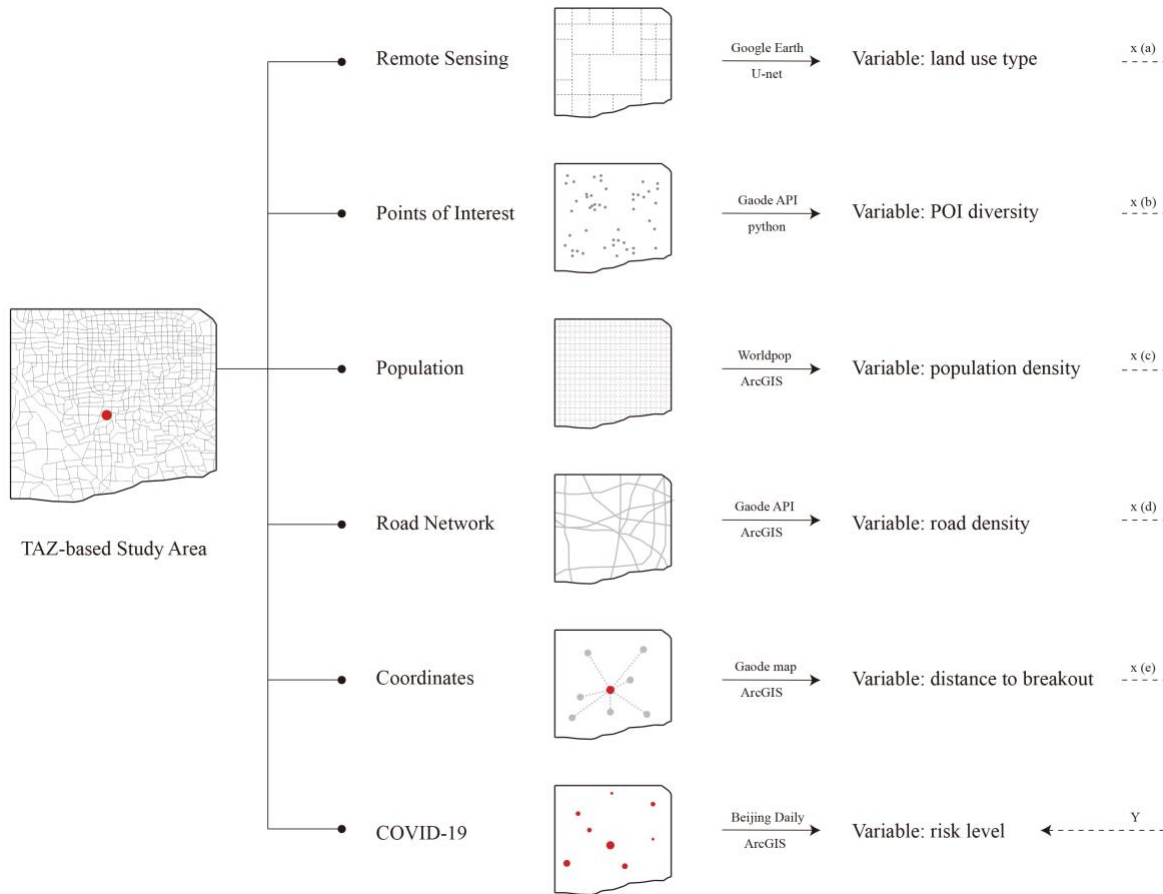 Remote Sensing
Google Earth
U-net
Variable: land use type
x (a)
Points of Interest
Gaode API
python
Variable: POI diversity
x (b)
Population
Worldpop
ArcGIS
Variable: population density
x (c)
TAZ-based Study Area
Road Network
Gaode API
ArcGIS
Variable: road density
x (d)
Coordinates
Gaode map
ArcGIS
Variable: distance to breakout
x (e)
COVID-19
Beijing Daily
ArcGIS
Variable: risk level
Y